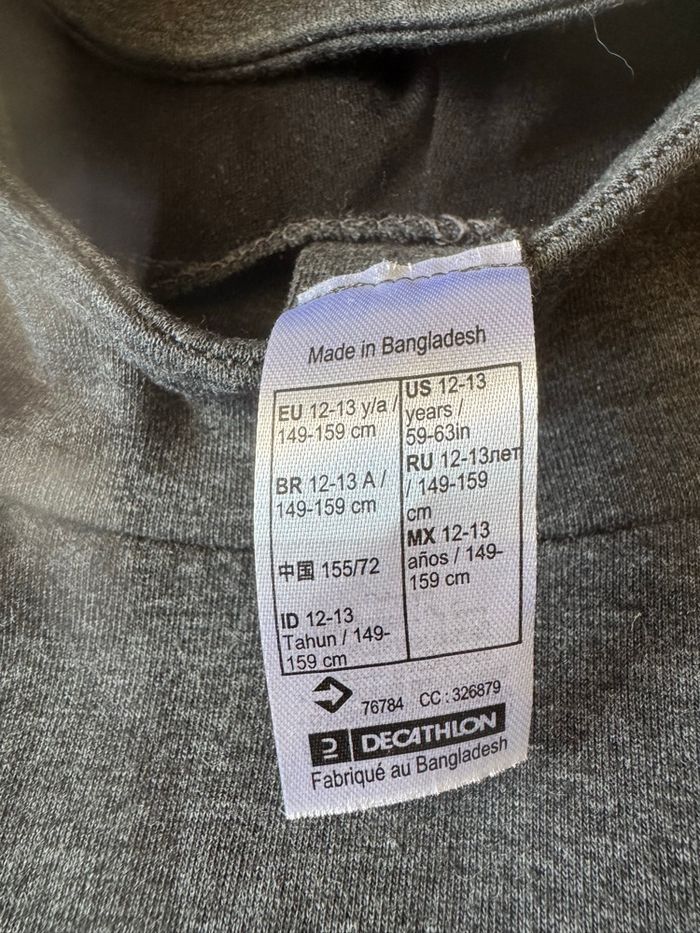 Made in Bangladesh
EU 12-13 y/a /
149-159 cm
BR 12-13 A /
149-159 cm
中国 155/72
ID 12-13
Tahun / 149-
159 cm
US 12-13
years /
59-63in
RU 12-13лет
/ 149-159
cm
MX 12-13
años / 149-
159 cm
76784 CC : 326879
DECATHLON
Fabriqué au Bangladesh